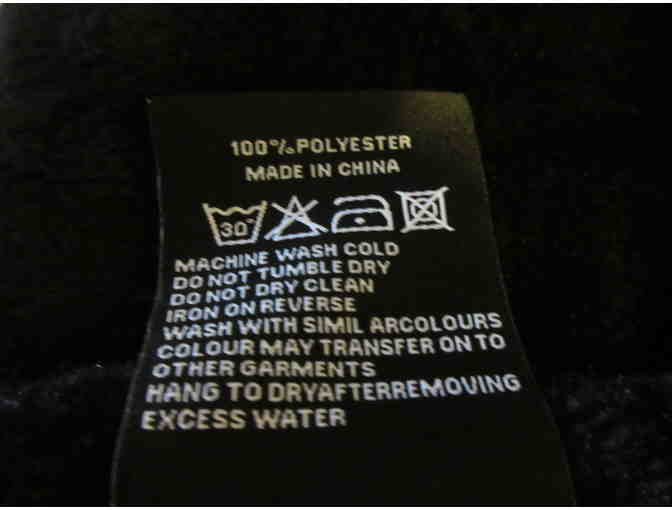 100%POLYESTER
MADE IN CHINA
30°
MACHINE WASH COLD
DO NOT TUMBLE DRY
DO NOT DRY CLEAN
IRON ON REVERSE
WASH WITH SIMIL ARCOLOURS
COLOUR MAY TRANSFER ON TO
OTHER GARMENTS
HANG TO DRYAFTERREMOVING
EXCESS WATER